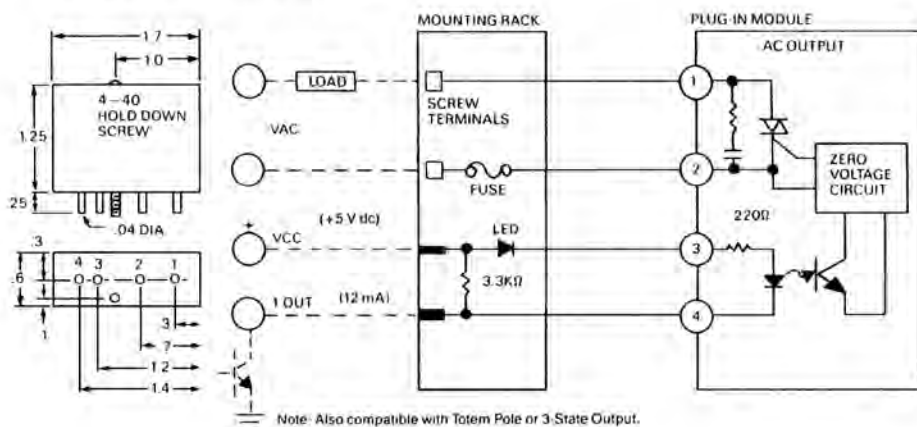 MOUNTING RACK
PLUG-IN MODULE
AC OUTPUT
1.7
1.0
4-40
HOLD DOWN
SCREW
1.25
.25
.04 DIA
LOAD
VAC
SCREW
TERMINALS
FUSE
1
2
ZERO
VOLTAGE
CIRCUIT
220Ω
+
VCC
(+5 V dc)
LED
3.3KΩ
3
1 OUT
(12 mA)
4
.3
.6
.1
4 3 2 1
.3
.7
1.2
1.4
Note- Also compatible with Totem Pole or 3-State Output.